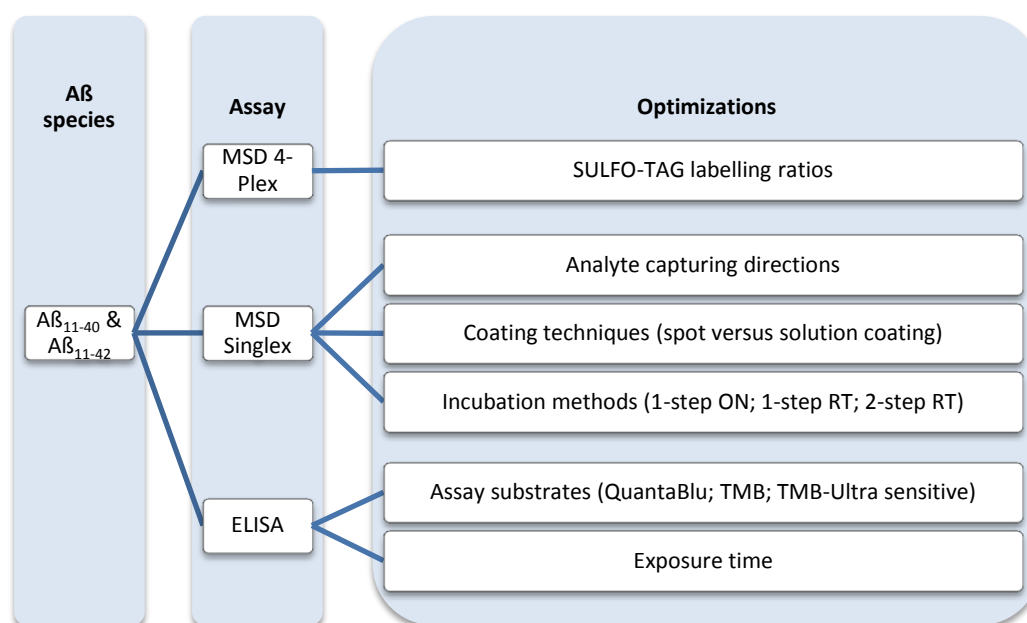 Aß
species
Assay
Optimizations
MSD 4-
Plex
SULFO-TAG labelling ratios
Analyte capturing directions
Aß11-40 &
Aß11-42
MSD
Singlex
Coating techniques (spot versus solution coating)
Incubation methods (1-step ON; 1-step RT; 2-step RT)
Assay substrates (QuantaBlu; TMB; TMB-Ultra sensitive)
ELISA
Exposure time